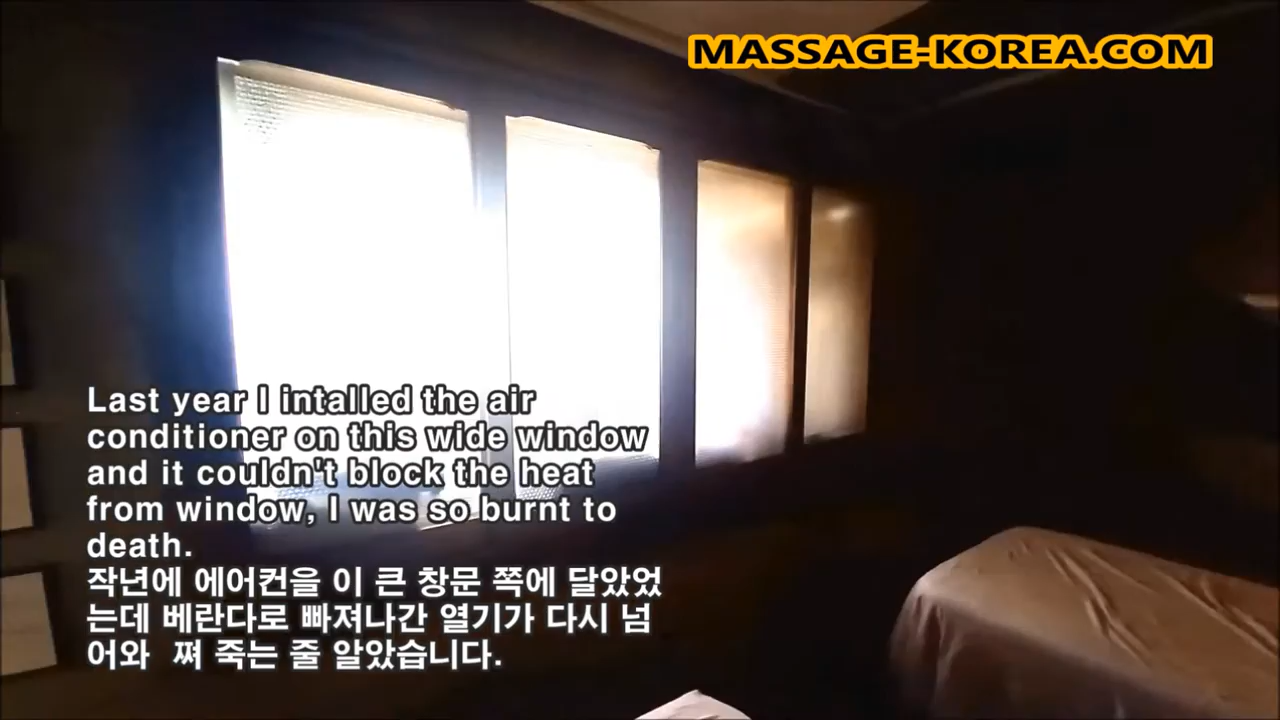 MASSAGE-KOREA.COM
Last year I intalled the air
conditioner on this wide window
and it couldn't block the heat
from window, I was so burnt to
death.
작년에 에어컨을 이 큰 창문 쪽에 달았었
는데 베란다로 빠져나간 열기가 다시 넘
어와 쪄 죽는 줄 알았습니다.